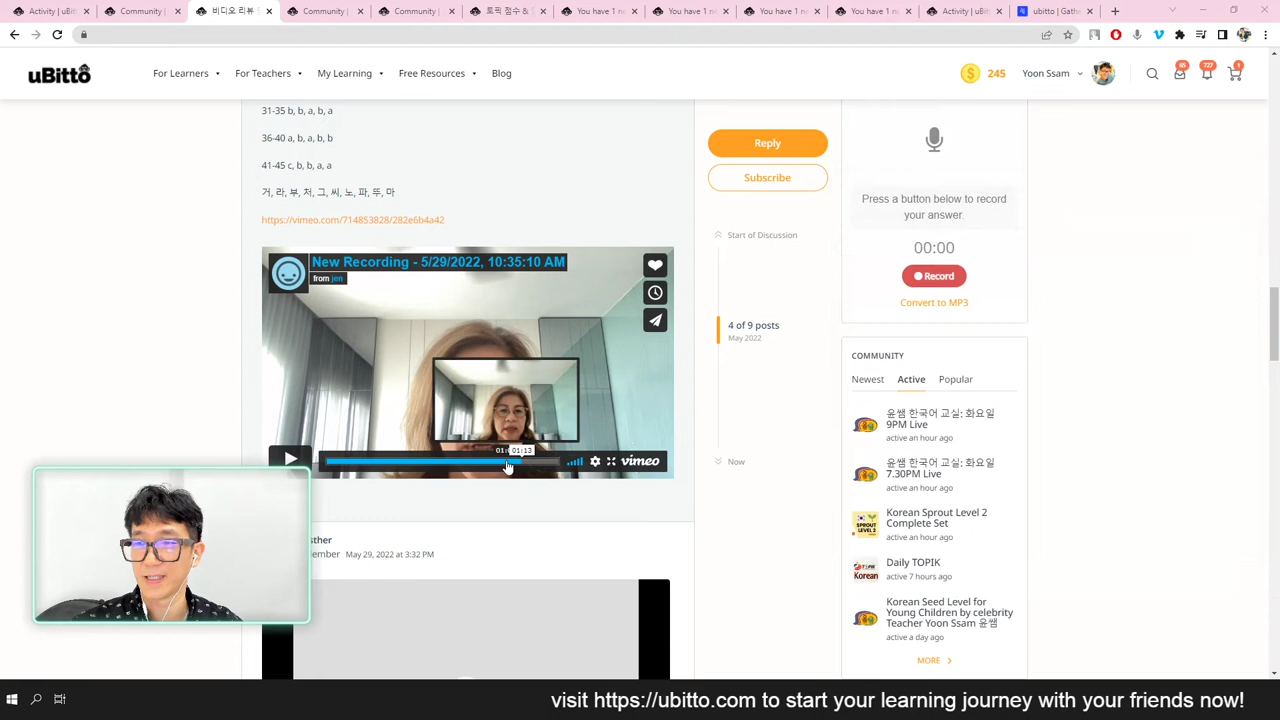 Activity | uBit
Community |
비디오 리뷰
Community |
Community |
토픽 점수 &
You have 1 ne
You have 1 ne
You have 1 ne
You have 1 ne
Activity | uBit
ubitto | Gathe
uBitto
For Learners
For Teachers
My Learning
Free Resources
Blog
$ 245
Yoon Ssam
65
727
1
31-35 b, b, a, b, a
36-40 a, b, a, b, b
41-45 c, b, b, a, a
거, 라, 부, 처, 그, 씨, 노, 파, 뚜, 마
https://vimeo.com/714853828/282e6b4a42
New Recording - 5/29/2022, 10:35:10 AM
from jen
01:13
vimeo
Reply
Subscribe
Start of Discussion
4 of 9 posts
May 2022
Now
Press a button below to record
your answer.
00:00
Record
Convert to MP3
COMMUNITY
Newest
Active
Popular
윤쌤 한국어 교실; 화요일
9PM Live
active an hour ago
윤쌤 한국어 교실; 화요일
7.30PM Live
active an hour ago
Korean Sprout Level 2
Complete Set
active an hour ago
Daily TOPIK
active 7 hours ago
Korean Seed Level for
Young Children by celebrity
Teacher Yoon Ssam 윤쌤
active a day ago
MORE
sther
ember May 29, 2022 at 3:32 PM
visit https://ubitto.com to start your learning journey with your friends now!